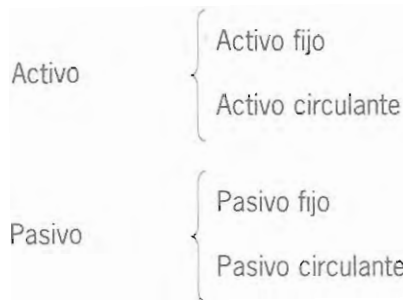 Activo
Activo fijo
Activo circulante
Pasivo
Pasivo fijo
Pasivo circulante